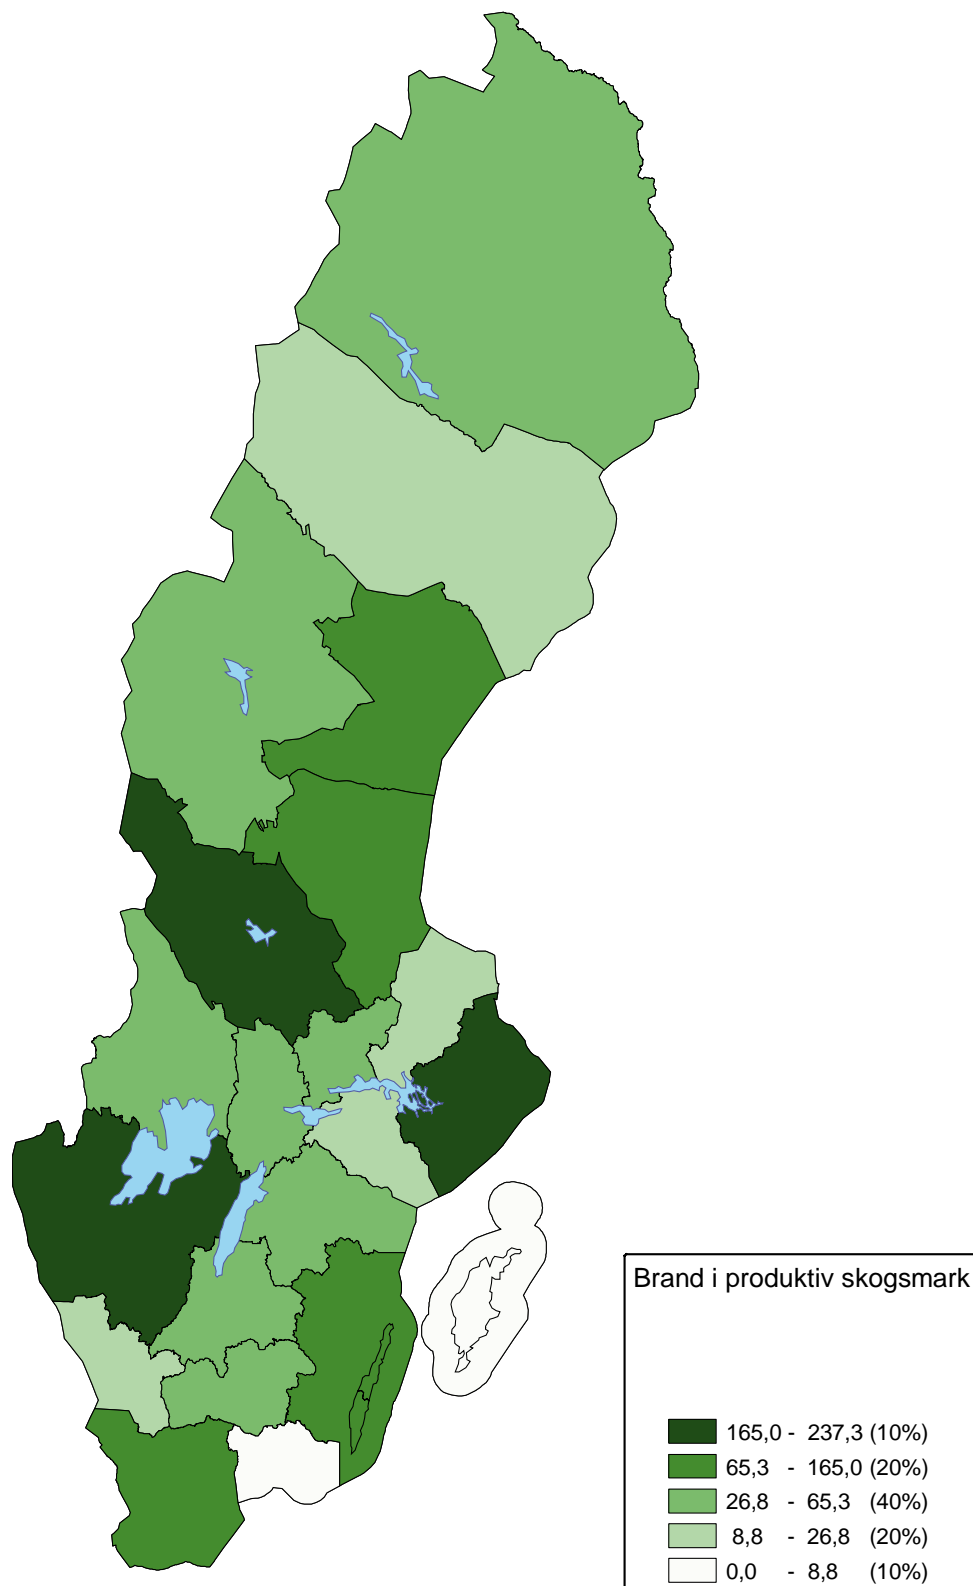 Brand i produktiv skogsmark
165,0 - 237,3 (10%)
65,3 - 165,0 (20%)
26,8 - 65,3 (40%)
8,8 - 26,8 (20%)
0,0 - 8,8 (10%)